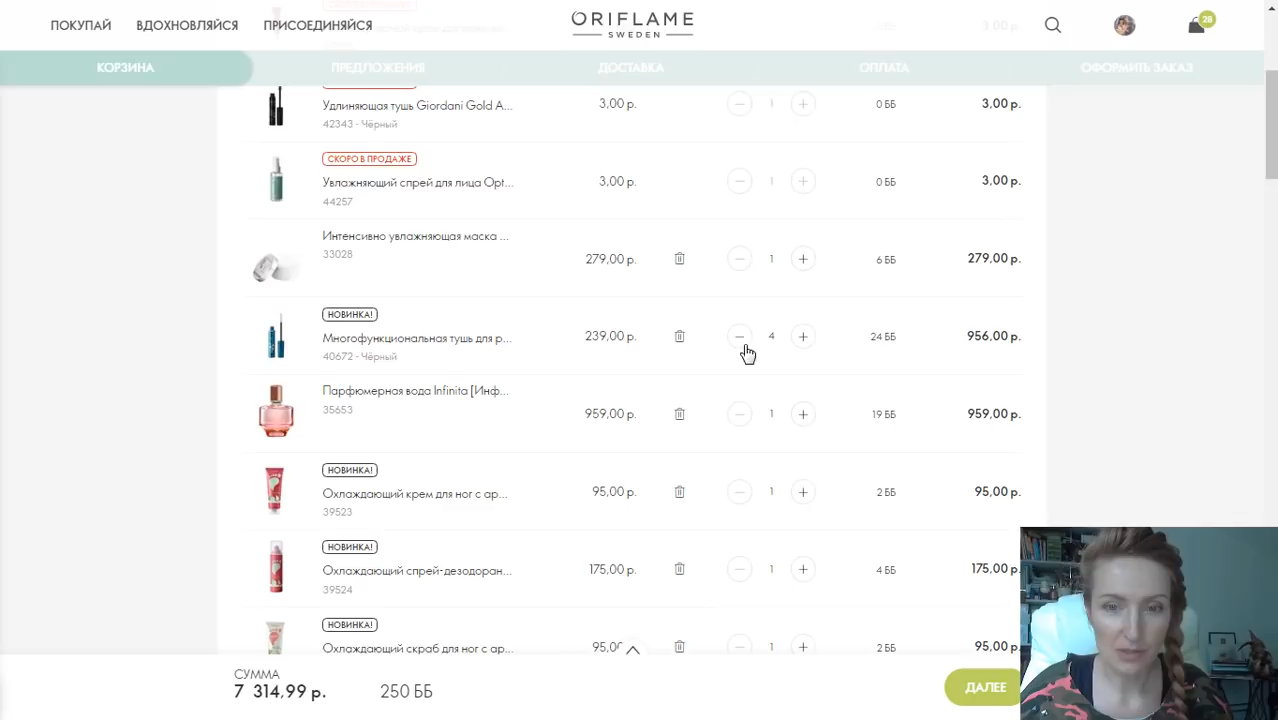 ПОКУПАЙ ВДОХНОВЛЯЙСЯ ПРИСОЕДИНЯЙСЯ
ORIFLAME
SWEDEN
28
3,00 р.
КОРЗИНА ПРЕДЛОЖЕНИЯ ДОСТАВКА ОПЛАТА ОФОРМИТЬ ЗАКАЗ
Удлиняющая тушь Giordani Gold A... 3,00 р. 1 0 ББ 3,00 р.
42343 - Чёрный
СКОРО В ПРОДАЖЕ
Увлажняющий спрей для лица Opt... 3,00 р. 1 0 ББ 3,00 р.
44257
Интенсивно увлажняющая маска ...
33028
279,00 р. 1 6 ББ 279,00 р.
НОВИНКА!
Многофункциональная тушь для р... 239,00 р. 4 24 ББ 956,00 р.
40672 - Чёрный
Парфюмерная вода Infinita [Инф...
35653
959,00 р. 1 19 ББ 959,00 р.
НОВИНКА!
Охлаждающий крем для ног с ар... 95,00 р. 1 2 ББ 95,00 р.
39523
НОВИНКА!
Охлаждающий спрей-дезодоран... 175,00 р. 1 4 ББ 175,00 р.
39524
НОВИНКА!
Охлаждающий скраб для ног с ар... 95,00 1 2 ББ 95,00 р.
СУММА
7 314,99 р. 250 ББ
ДАЛЕЕ